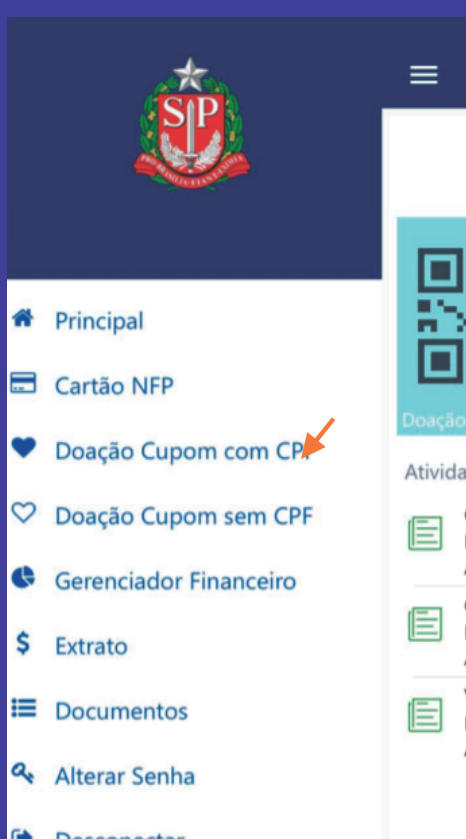 SP
Principal
Cartão NFP
Doação Cupom com CPF
Doação Cupom sem CPF
Gerenciador Financeiro
Extrato
Documentos
Alterar Senha
Desconectar
Doação